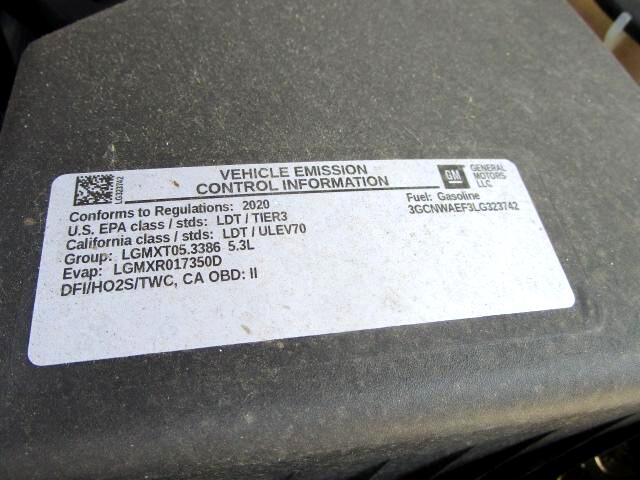 LG323742
VEHICLE EMISSION
CONTROL INFORMATION
GM
GENERAL
MOTORS
LLC
Conforms to Regulations: 2020
Fuel: Gasoline
U.S. EPA class / stds: LDT / TIER3
3GCNWAEF3LG323742
California class / stds: LDT / ULEV70
Group: LGMXT05.3386 5.3L
Evap: LGMXR017350D
DFI/HO2S/TWC, CA OBD: II